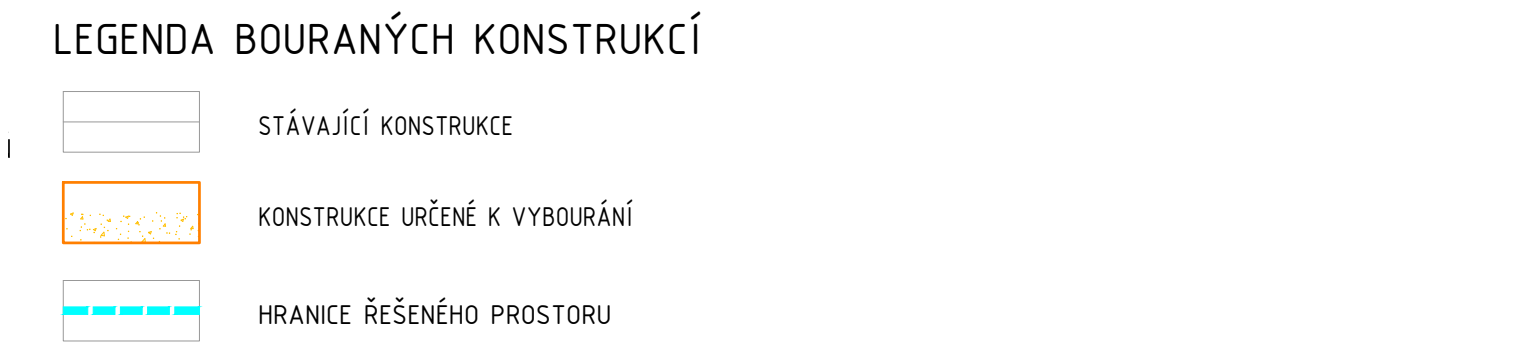 LEGENDA BOURANÝCH KONSTRUKCÍ
STÁVAJÍCÍ KONSTRUKCE
KONSTRUKCE URČENÉ K VYBOURÁNÍ
HRANICE ŘEŠENÉHO PROSTORU